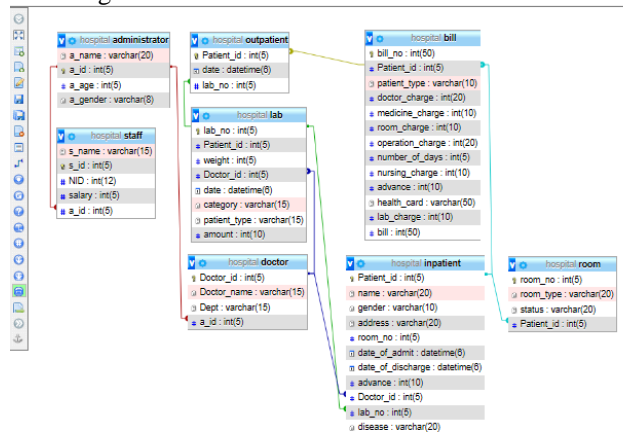 hospital administrator
a_name : varchar(20)
a_id : int(5)
a_age : int(5)
a_gender : varchar(8)
hospital outpatient
Patient_id : int(5)
date : datetime(6)
lab_no : int(5)
hospital bill
bill_no : int(50)
Patient_id : int(5)
patient_type : varchar(10)
doctor_charge : int(20)
medicine_charge : int(10)
room_charge : int(10)
operation_charge : int(20)
number_of_days : int(5)
nursing_charge : int(10)
advance : int(10)
health_card : varchar(50)
lab_charge : int(10)
bill : int(50)
hospital staff
s_name : varchar(15)
s_id : int(5)
NID : int(12)
salary : int(5)
a_id : int(5)
hospital lab
lab_no : int(5)
Patient_id : int(5)
weight : int(5)
Doctor_id : int(5)
date : datetime(6)
category : varchar(15)
patient_type : varchar(15)
amount : int(10)
hospital doctor
Doctor_id : int(5)
Doctor_name : varchar(15)
Dept : varchar(15)
a_id : int(5)
hospital inpatient
Patient_id : int(5)
name : varchar(20)
gender : varchar(10)
address : varchar(20)
room_no : int(5)
date_of_admit : datetime(6)
date_of_discharge : datetime(6)
advance : int(10)
Doctor_id : int(5)
lab_no : int(5)
disease : varchar(20)
hospital room
room_no : int(5)
room_type : varchar(20)
status : varchar(20)
Patient_id : int(5)